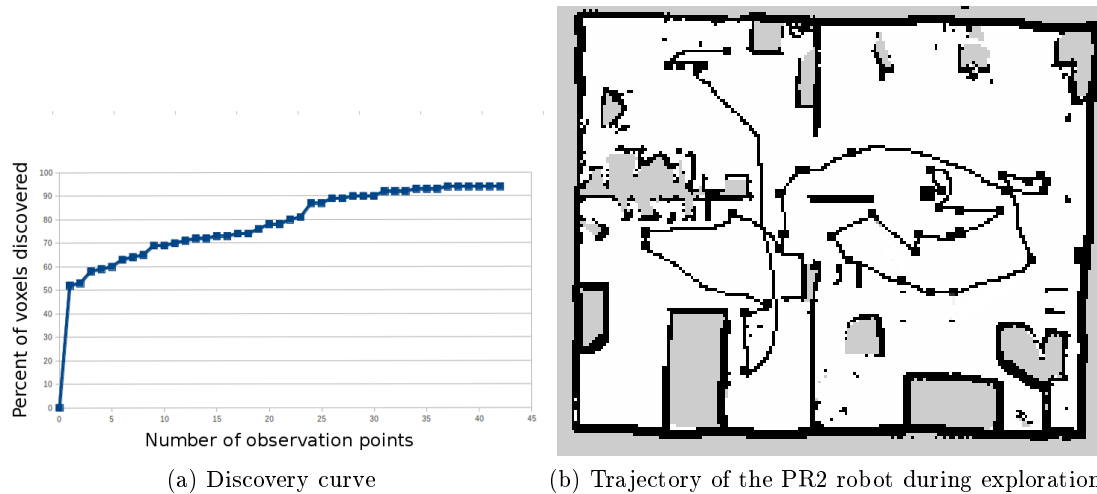 100
90
80
70
60
50
40
30
20
10
0
Percent of voxels discovered
0 5 10 15 20 25 30 35 40 45
Number of observation points
(a) Discovery curve
(b) Trajectory of the PR2 robot during exploration